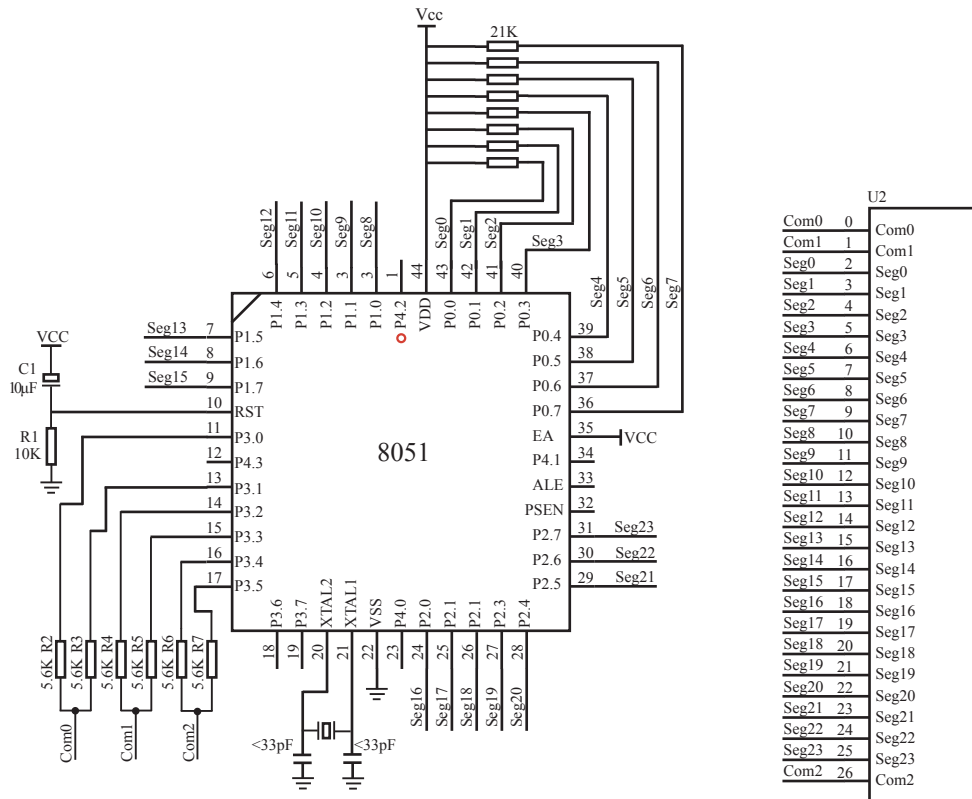 Vcc
21K
Seg12
Seg11
Seg10
Seg9
Seg8
Seg0
Seg1
Seg2
Seg3
Seg4
Seg5
Seg6
Seg7
6
5
4
3
3
1
44
43
42
41
40
P1.4
P1.3
P1.2
P1.1
P1.0
P4.2
VDD
P0.0
P0.1
P0.2
P0.3
Seg13 7 P1.5
Seg14 8 P1.6
Seg15 9 P1.7
10 RST
11 P3.0
12 P4.3
13 P3.1
14 P3.2
15 P3.3
16 P3.4
17 P3.5
VCC
C1
10µF
R1
10K
8051
P0.4 39
P0.5 38
P0.6 37
P0.7 36
EA 35 VCC
P4.1 34
ALE 33
PSEN 32
P2.7 31 Seg23
P2.6 30 Seg22
P2.5 29 Seg21
P3.6
P3.7
XTAL2
XTAL1
VSS
P4.0
P2.0
P2.1
P2.1
P2.3
P2.4
18
19
20
21
22
23
24
25
26
27
28
Seg16
Seg17
Seg18
Seg19
Seg20
5.6K R2
5.6K R3
5.6K R4
5.6K R5
5.6K R6
5.6K R7
Com0
Com1
Com2
<33pF
<33pF
U2
Com0 0 Com0
Com1 1 Com1
Seg0 2 Seg0
Seg1 3 Seg1
Seg2 4 Seg2
Seg3 5 Seg3
Seg4 6 Seg4
Seg5 7 Seg5
Seg6 8 Seg6
Seg7 9 Seg7
Seg8 10 Seg8
Seg9 11 Seg9
Seg10 12 Seg10
Seg11 13 Seg11
Seg12 14 Seg12
Seg13 15 Seg13
Seg14 16 Seg14
Seg15 17 Seg15
Seg16 18 Seg16
Seg17 19 Seg17
Seg18 20 Seg18
Seg19 21 Seg19
Seg20 22 Seg20
Seg21 23 Seg21
Seg22 24 Seg22
Seg23 25 Seg23
Com2 26 Com2